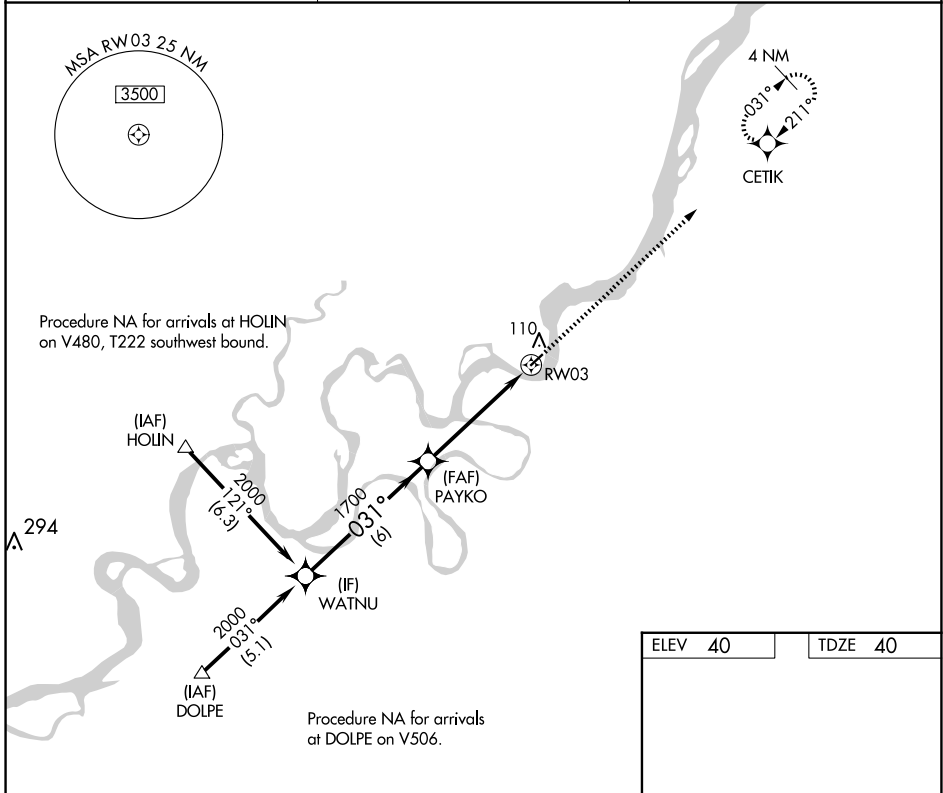 MSA RW03 25 NM
3500
4 NM
031°
211°
CETIK
Procedure NA for arrivals at HOLIN
on V480, T222 southwest bound.
110
RW03
(IAF)
HOLIN
2000
121°
(6.3)
(FAF)
PAYKO
1700
031°
(6)
294
(IF)
WATNU
2000
031°
(5.1)
(IAF)
DOLPE
Procedure NA for arrivals
at DOLPE on V506.
ELEV 40
TDZE 40